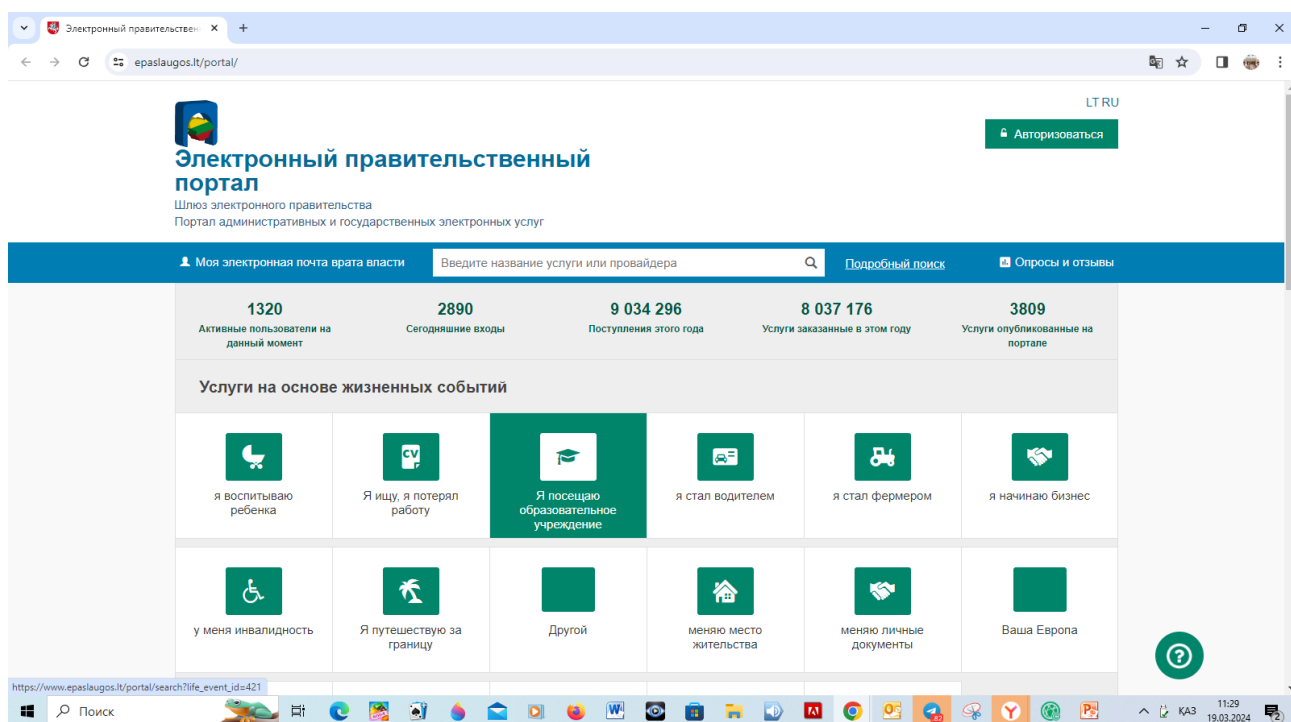 Электронный правительствен
epaslaugos.lt/portal/
LT RU
Авторизоваться
Электронный правительственный
портал
Шлюз электронного правительства
Портал административных и государственных электронных услуг
Моя электронная почта врата власти
Введите название услуги или провайдера
Подробный поиск
Опросы и отзывы
1320
Активные пользователи на
данный момент
2890
Сегодняшние входы
9 034 296
Поступления этого года
8 037 176
Услуги заказанные в этом году
3809
Услуги опубликованные на
портале
Услуги на основе жизненных событий
CV
я воспитываю
ребенка
Я ищу, я потерял
работу
Я посещаю
образовательное
учреждение
я стал водителем
я стал фермером
я начинаю бизнес
у меня инвалидность
Я путешествую за
границу
Другой
меняю место
жительства
меняю личные
документы
Ваша Европа
https://www.epaslaugos.lt/portal/search?life_event_id=421
Поиск
КАЗ
11:29
19.03.2024